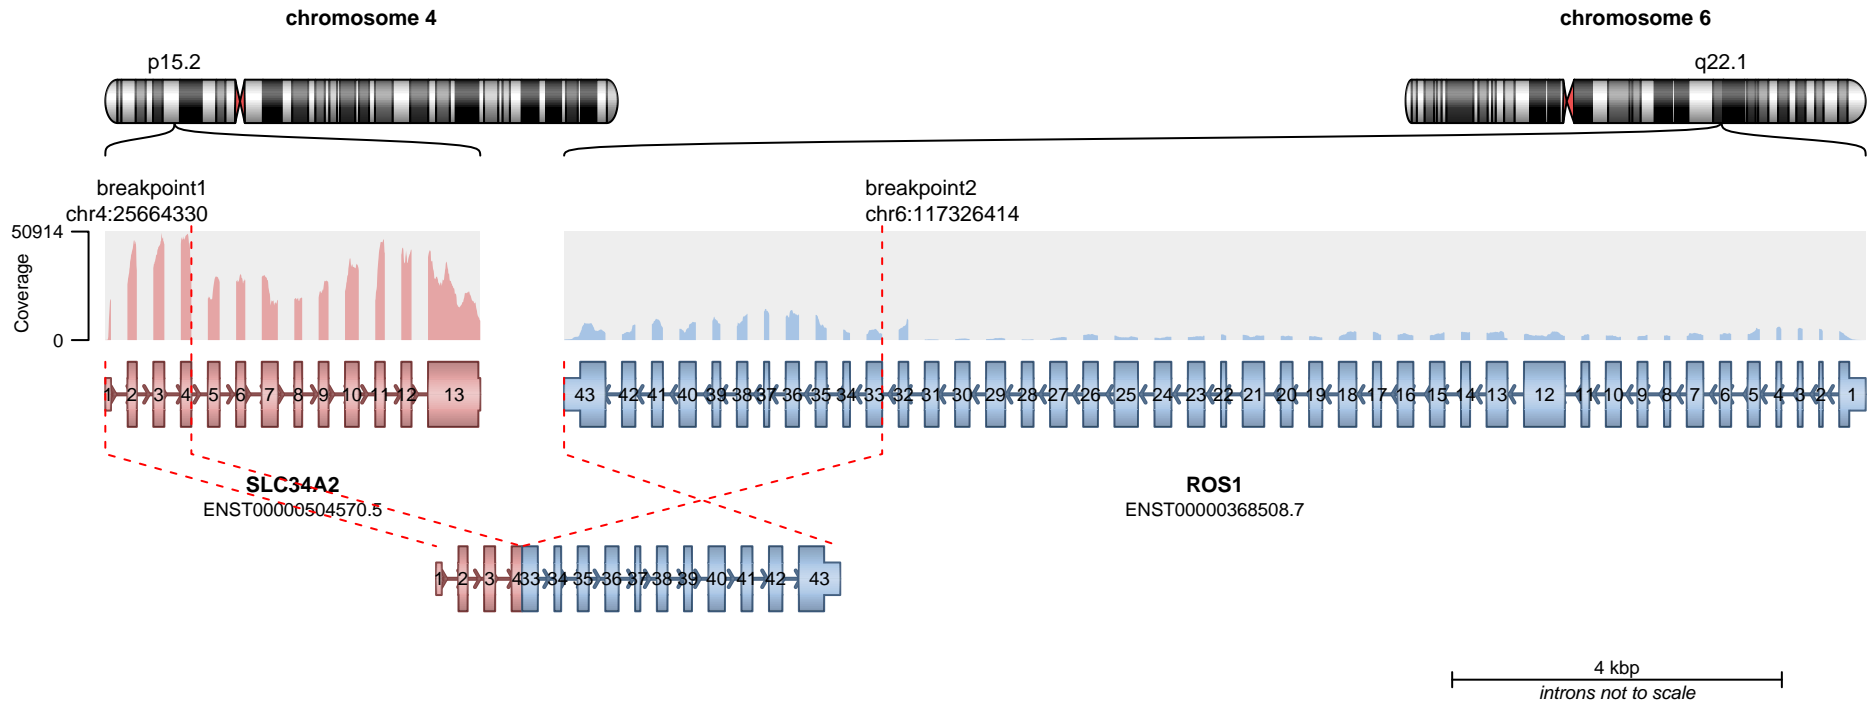 chromosome 4
chromosome 6
p15.2
q22.1
breakpoint1
chr4:25664330
breakpoint2
chr6:117326414
50914
0
Coverage
1 2 3 4 5 6 7 8 9 10 11 12 13
43 42 41 40 39 38 37 36 35 34 33 32 31 30 29 28 27 26 25 24 23 22 21 20 19 18 17 16 15 14 13 12 11 10 9 8 7 6 5 4 3 2 1
SLC34A2
ENST00000504570.5
ROS1
ENST00000368508.7
1 2 3 4 33 34 35 36 37 38 39 40 41 42 43
4 kbp
introns not to scale